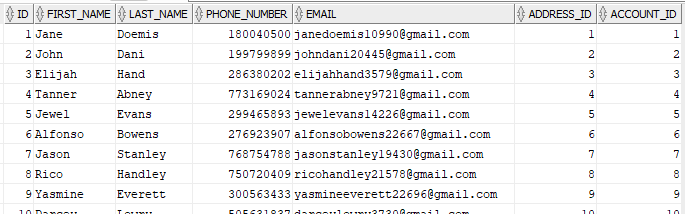 ID FIRST_NAME LAST_NAME PHONE_NUMBER EMAIL ADDRESS_ID ACCOUNT_ID
1 Jane Doemis 180040500 janedoemis10990@gmail.com 1 1
2 John Dani 199799899 johndani20445@gmail.com 2 2
3 Elijah Hand 286380202 elijahhand3579@gmail.com 3 3
4 Tanner Abney 773169024 tannerabney9721@gmail.com 4 4
5 Jewel Evans 299465893 jewelevans14226@gmail.com 5 5
6 Alfonso Bowens 276923907 alfonsobowens22667@gmail.com 6 6
7 Jason Stanley 768754788 jasonstanley19430@gmail.com 7 7
8 Rico Handley 750720409 ricohandley21578@gmail.com 8 8
9 Yasmine Everett 300563433 yasmineeverett22696@gmail.com 9 9
10 10 10